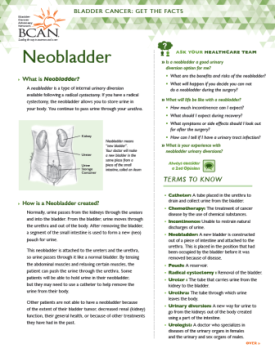 BLADDER CANCER: GET THE FACTS
BCAN
Neobladder
What is Neobladder?
A neobladder is a type of internal urinary diversion
available following a radical cystectomy. If you have a radical
cystectomy, the neobladder allows you to store urine in
your body. You continue to pass urine through your urethra.
Kidney
Ureter
Neobladder means
"new bladder".
Your doctor will make
a new bladder in the
same place from a
piece of the small
intestine, called an ileum
How is a Neobladder created?
Normally, urine passes from the kidneys through the ureters
and into the bladder. From the bladder, urine moves through
the urethra and out of the body. After removing the bladder,
a segment of the small intestine is used to form a new (neo)
pouch for urine.
This neobladder is attached to the ureters and the urethra,
so urine passes through it like a normal bladder. By tensing
the abdominal muscles and relaxing certain muscles, the
patient can push the urine through the urethra. Some
patients will be able to hold urine in their neobladder;
but they may need to use a catheter to help remove the
urine from their body.
Other patients are not able to have a neobladder because
of the extent of their bladder tumor, decreased renal (kidney)
function, their general health, or because of other treatments
they have had in the past.
?
ASK YOUR HEALTHCARE TEAM
Is a neobladder a good urinary
diversion option for me?
• What are the benefits and risks of the neobladder?
• What will happen if you decide you can not
do a neobladder during the surgery?
What will life be like with a neobladder?
• How much incontinence can I expect?
• What should I expect during recovery?
• What symptoms or side effects should I look out
for after the surgery?
• How can I tell if I have a urinary tract infection?
What is your experience with
neobladder urinary diversions?
TERMS TO KNOW
Catheter: A tube placed in the urethra to
drain and collect urine from the bladder.
Chemotherapy: The treatment of cancer
disease by the use of chemical substances
Incontinence: Unable to restrain natural
discharges of urine.
Neobladder: A new bladder is constructed
out of a piece of intestine and attached to the
urethra. This is placed in the position that had
been occupied by the bladder before it was
removed because of disease.
Pouch: A reservoir.
Radical cystectomy: Removal of the bladder.
Ureter: The tube that carries urine from the
kidney to the bladder.
Urethra: The tube through which urine
leaves the body.
Urinary diversion: A new way for urine to
go from the kidneys out of the body created
using a part of the intestine.
Urologist: A doctor who specializes in
diseases of the urinary organs in females
and the urinary and sex organs of males
OVER